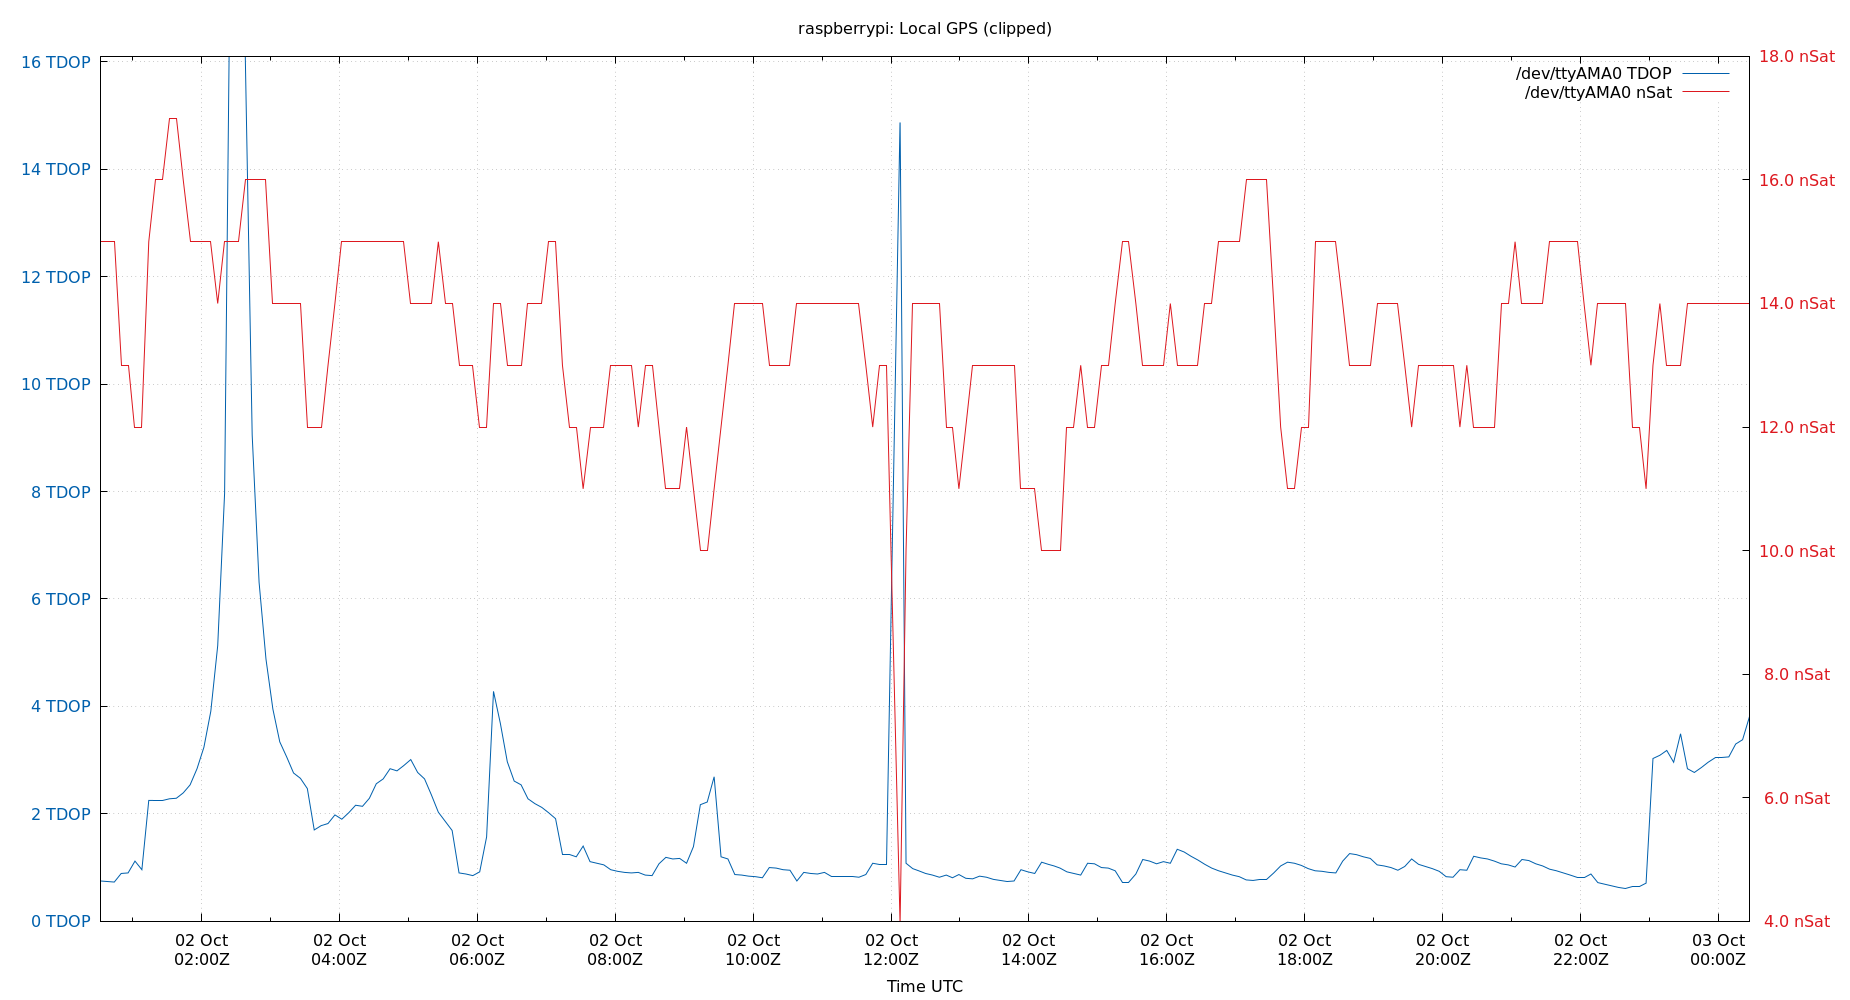 raspberrypi: Local GPS (clipped)
16 TDOP
14 TDOP
12 TDOP
10 TDOP
8 TDOP
6 TDOP
4 TDOP
2 TDOP
0 TDOP
18.0 nSat
16.0 nSat
14.0 nSat
12.0 nSat
10.0 nSat
8.0 nSat
6.0 nSat
4.0 nSat
/dev/ttyAMA0 TDOP
/dev/ttyAMA0 nSat
02 Oct
02:00Z
02 Oct
04:00Z
02 Oct
06:00Z
02 Oct
08:00Z
02 Oct
10:00Z
02 Oct
12:00Z
02 Oct
14:00Z
02 Oct
16:00Z
02 Oct
18:00Z
02 Oct
20:00Z
02 Oct
22:00Z
03 Oct
00:00Z
Time UTC